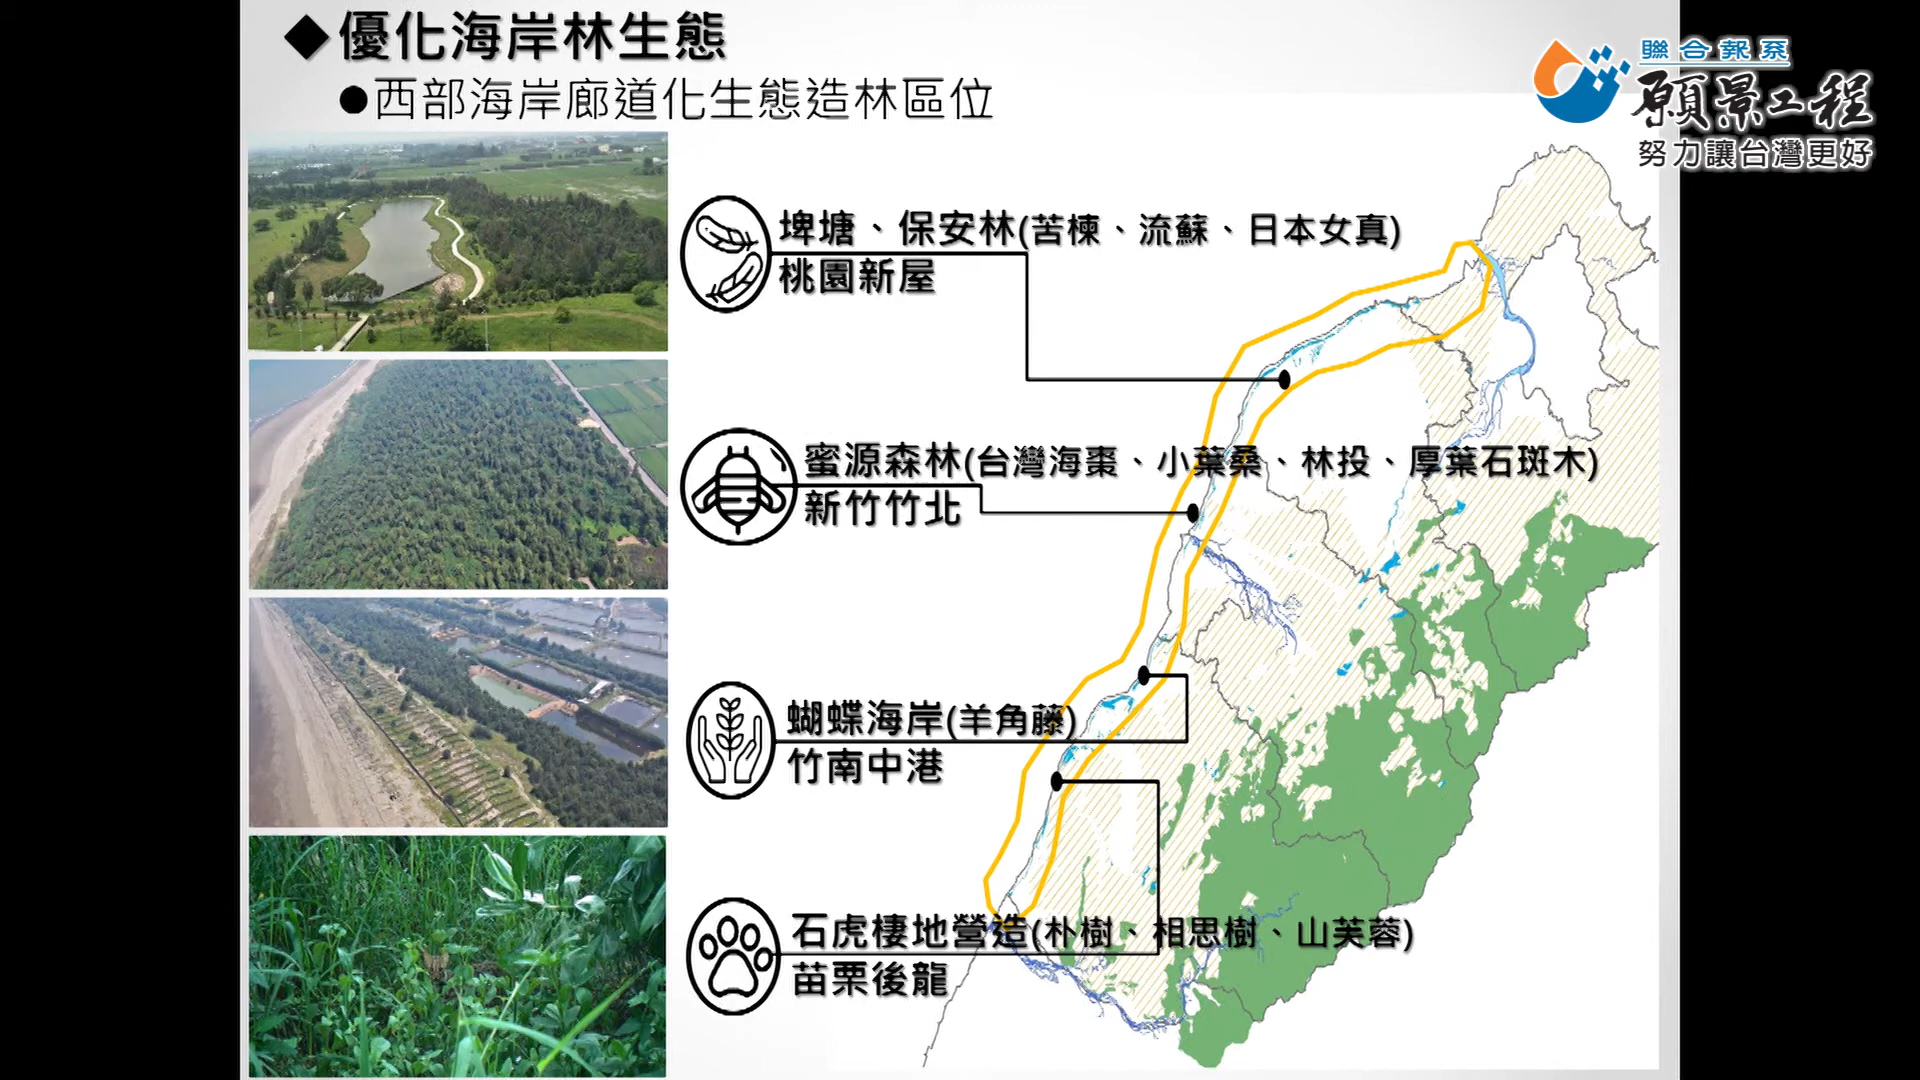 ◆優化海岸林生態
●西部海岸廊道化生態造林區位
聯合報系
願景工程
努力讓台灣更好
埤塘、保安林(苦楝、流蘇、日本女真)
桃園新屋
蜜源森林(台灣海棗、小葉桑、林投、厚葉石斑木)
新竹竹北
蝴蝶海岸(羊角藤)
竹南中港
石虎棲地營造(朴樹、相思樹、山芙蓉)
苗栗後龍